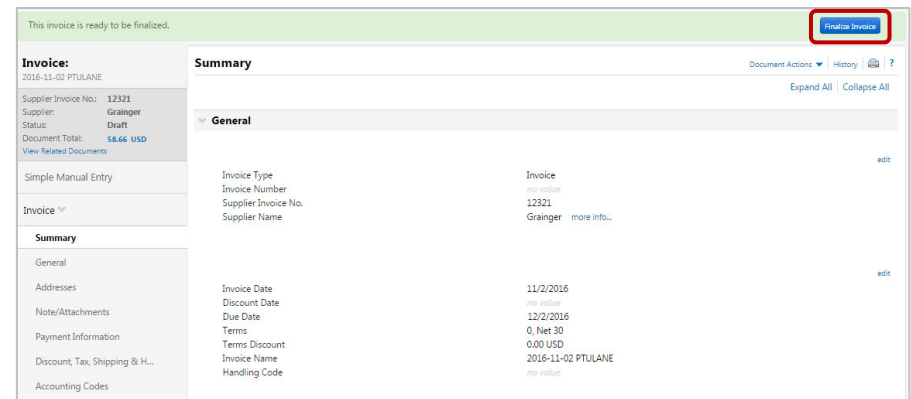 This invoice is ready to be finalized.
Finalize Invoice
Invoice:
2016-11-02 PTULANE
Supplier Invoice No.: 12321
Supplier: Grainger
Status: Draft
Document Total: 58.66 USD
View Related Documents
Simple Manual Entry
Invoice
Summary
General
Addresses
Note/Attachments
Payment Information
Discount, Tax, Shipping & H...
Accounting Codes
Summary
Document Actions History ?
Expand All Collapse All
General
edit
Invoice Type Invoice
Invoice Number no value
Supplier Invoice No. 12321
Supplier Name Grainger more info...
edit
Invoice Date 11/2/2016
Discount Date no value
Due Date 12/2/2016
Terms 0, Net 30
Terms Discount 0.00 USD
Invoice Name 2016-11-02 PTULANE
Handling Code no value